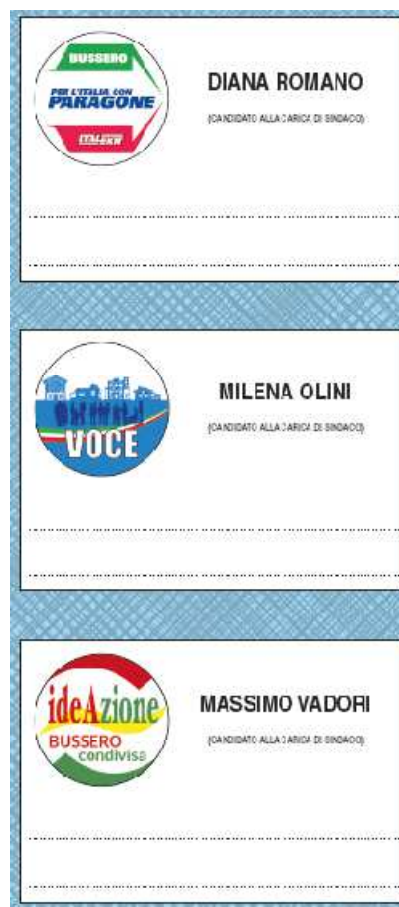 BUSSERO
PER L'ITALIA CON
PARAGONE
ITALEXIT
DIANA ROMANO
(CANDIDATO ALLA CARICA DI SINDACO)
VOCE
MILENA OLINI
(CANDIDATO ALLA CARICA DI SINDACO)
ideAzione
BUSSERO
condivisa
MASSIMO VADORI
(CANDIDATO ALLA CARICA DI SINDACO)